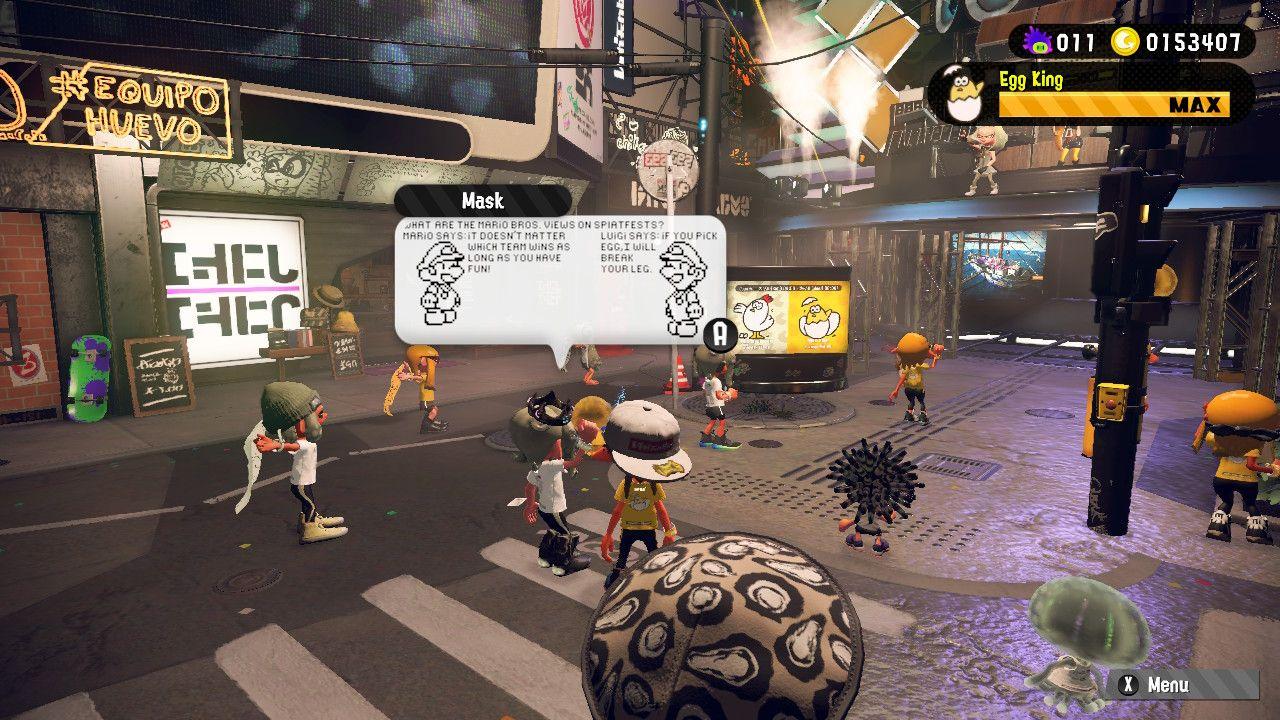 011 0153407
Egg King
MAX
#EQUIPO
HUEVO
Mask
WHAT ARE THE MARIO BROS. VIEWS ON SPLATFESTS?
MARIO SAYS: IT DOESN'T MATTER
WHICH TEAM WINS AS
LONG AS YOU HAVE
FUN!
LUIGI SAYS: IF YOU PICK
EGG, I WILL
BREAK
YOUR LEG.
A
X Menu